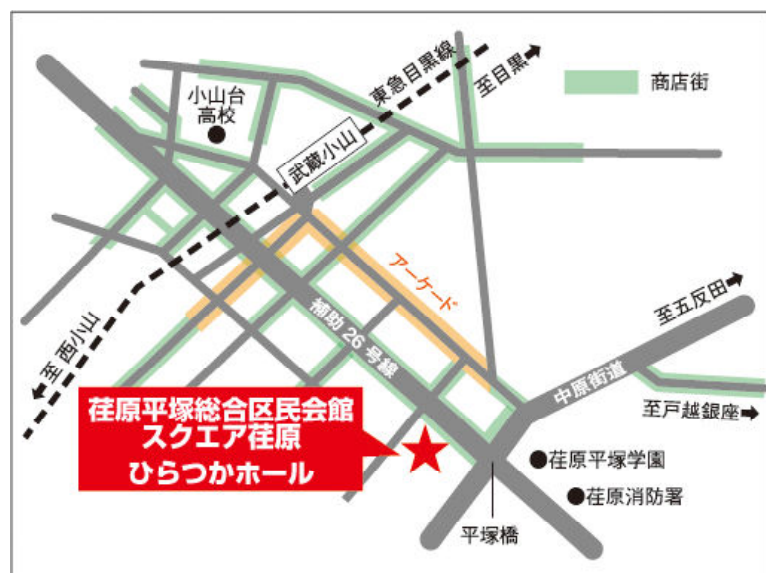 東急目黒線
至目黒
商店街
小山台
高校
武蔵小山
アーケード
至五反田
補助26号線
中原街道
至西小山
至戸越銀座
荏原平塚総合区民会館
スクエア荏原
ひらつかホール
荏原平塚学園
荏原消防署
平塚橋